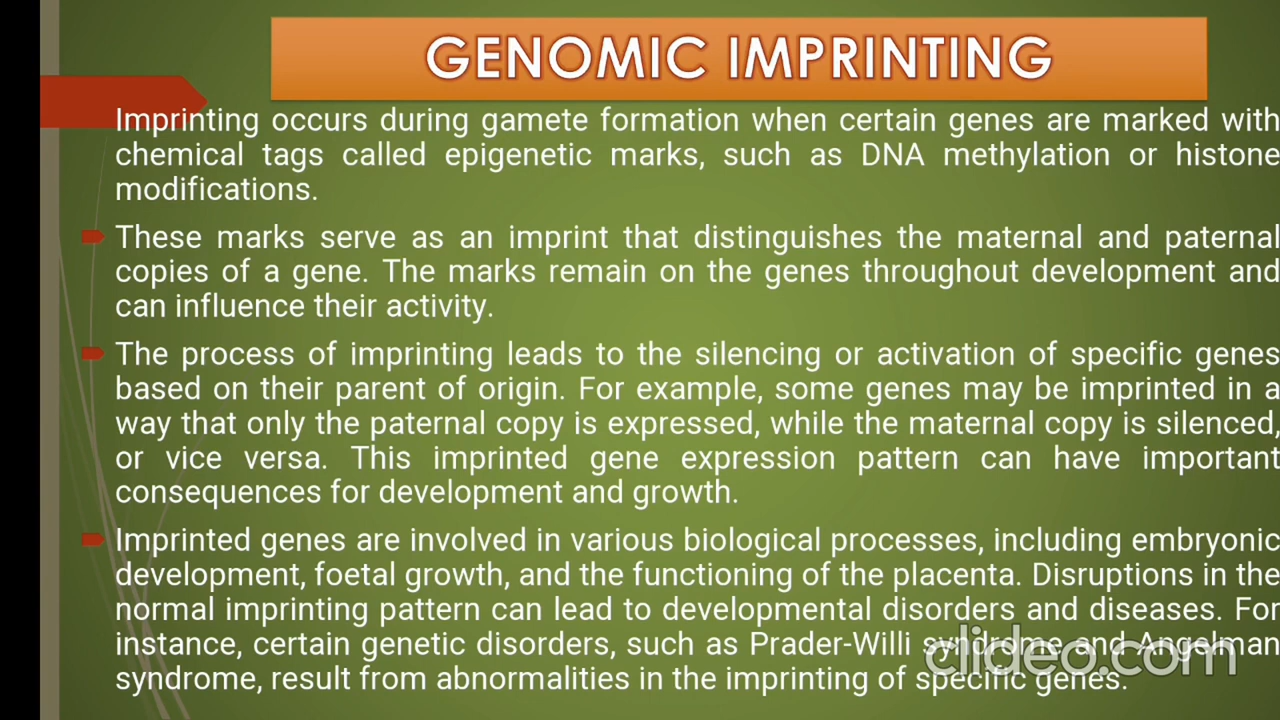 GENOMIC IMPRINTING
Imprinting occurs during gamete formation when certain genes are marked with
chemical tags called epigenetic marks, such as DNA methylation or histone
modifications.
These marks serve as an imprint that distinguishes the maternal and paternal
copies of a gene. The marks remain on the genes throughout development and
can influence their activity.
The process of imprinting leads to the silencing or activation of specific genes
based on their parent of origin. For example, some genes may be imprinted in a
way that only the paternal copy is expressed, while the maternal copy is silenced,
or vice versa. This imprinted gene expression pattern can have important
consequences for development and growth.
Imprinted genes are involved in various biological processes, including embryonic
development, foetal growth, and the functioning of the placenta. Disruptions in the
normal imprinting pattern can lead to developmental disorders and diseases. For
instance, certain genetic disorders, such as Prader-Willi syndrome and Angelman
syndrome, result from abnormalities in the imprinting of specific genes.
clideo.com